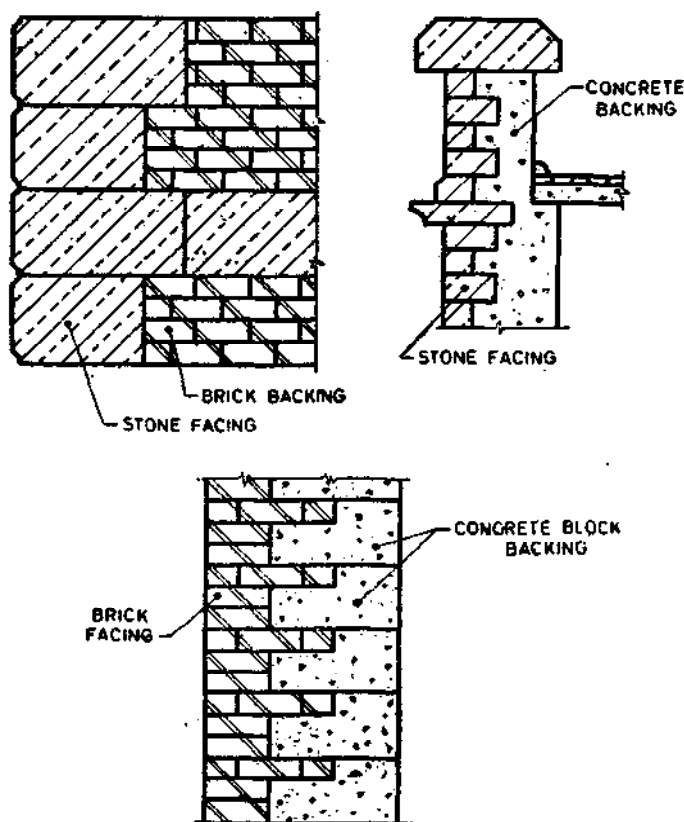 CONCRETE
BACKING
STONE FACING
BRICK BACKING
STONE FACING
CONCRETE BLOCK
BACKING
BRICK
FACING